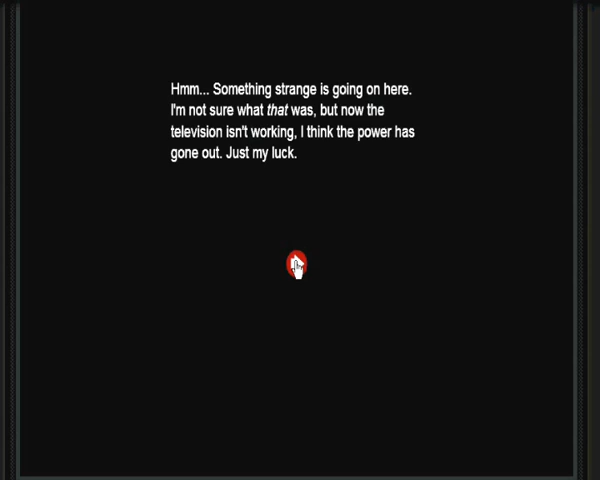 Hmm... Something strange is going on here.
I'm not sure what that was, but now the
television isn't working, I think the power has
gone out. Just my luck.